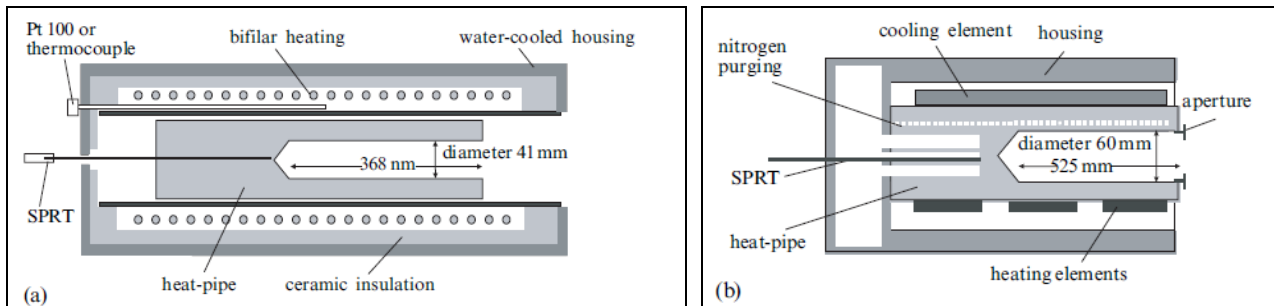 Pt 100 or
thermocouple
bifilar heating
water-cooled housing
368 nm
diameter 41 mm
SPRT
heat-pipe
ceramic insulation
(a)
cooling element
housing
nitrogen
purging
aperture
diameter 60 mm
525 mm
SPRT
heat-pipe
heating elements
(b)